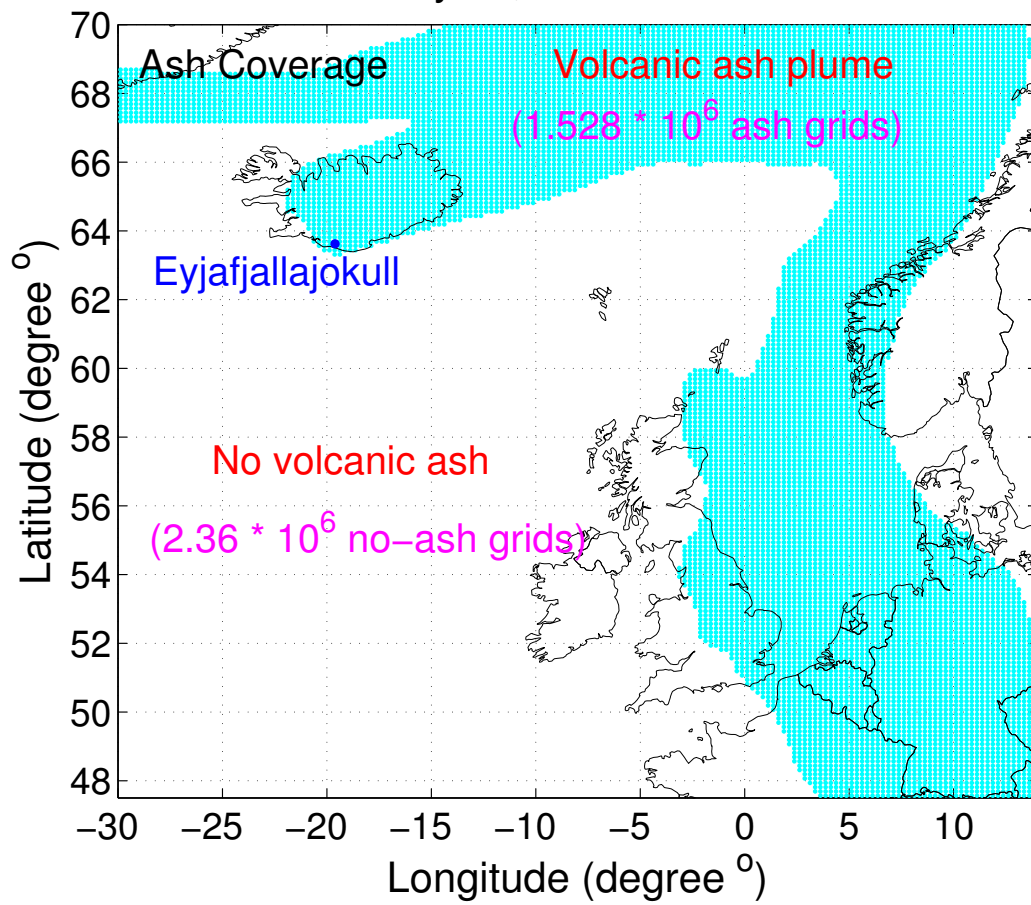 Ash Coverage
Volcanic ash plume
(1.528 * 10^6 ash grids)
Eyjafjallajokull
No volcanic ash
(2.36 * 10^6 no−ash grids)
Latitude (degree °)
70
68
66
64
62
60
58
56
54
52
50
48
−30 −25 −20 −15 −10 −5 0 5 10
Longitude (degree °)